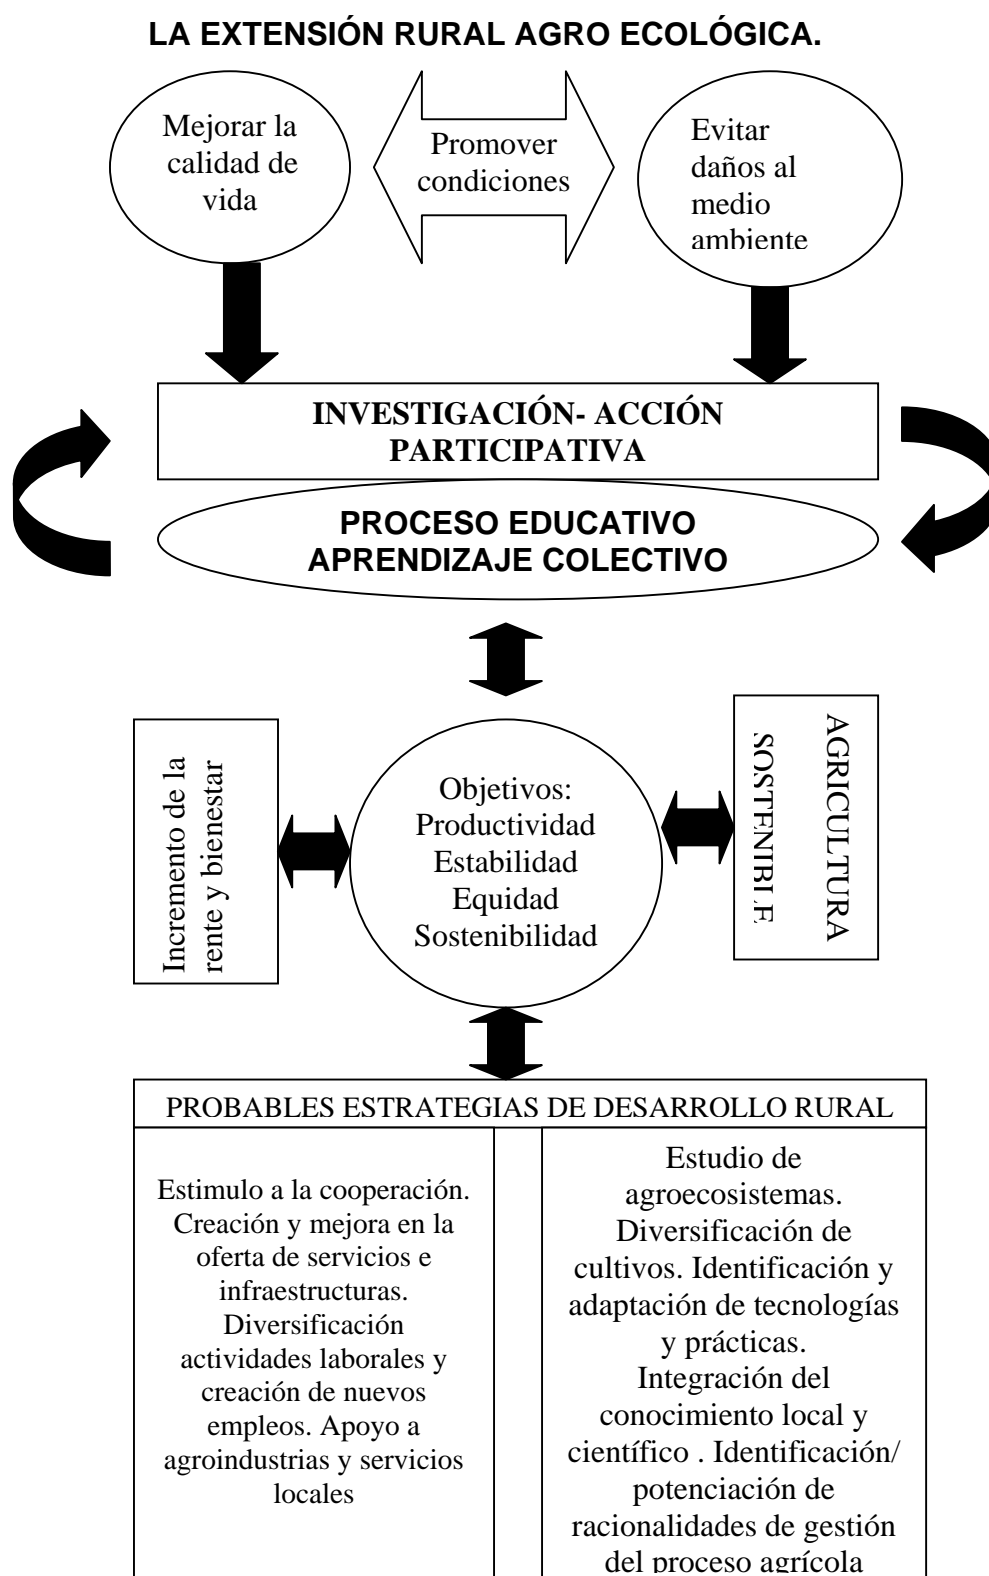 LA EXTENSIÓN RURAL AGRO ECOLÓGICA.
Mejorar la
calidad de
vida
Promover
condiciones
Evitar
daños al
medio
ambiente
INVESTIGACIÓN- ACCIÓN
PARTICIPATIVA
PROCESO EDUCATIVO
APRENDIZAJE COLECTIVO
Incremento de la
rente y bienestar
Objetivos:
Productividad
Estabilidad
Equidad
Sostenibilidad
AGRICULTURA
SOSTENIBLE
PROBABLES ESTRATEGIAS DE DESARROLLO RURAL
Estimulo a la cooperación.
Creación y mejora en la
oferta de servicios e
infraestructuras.
Diversificación
actividades laborales y
creación de nuevos
empleos. Apoyo a
agroindustrias y servicios
locales
Estudio de
agroecosistemas.
Diversificación de
cultivos. Identificación y
adaptación de tecnologías
y prácticas.
Integración del
conocimiento local y
científico . Identificación/
potenciación de
racionalidades de gestión
del proceso agrícola